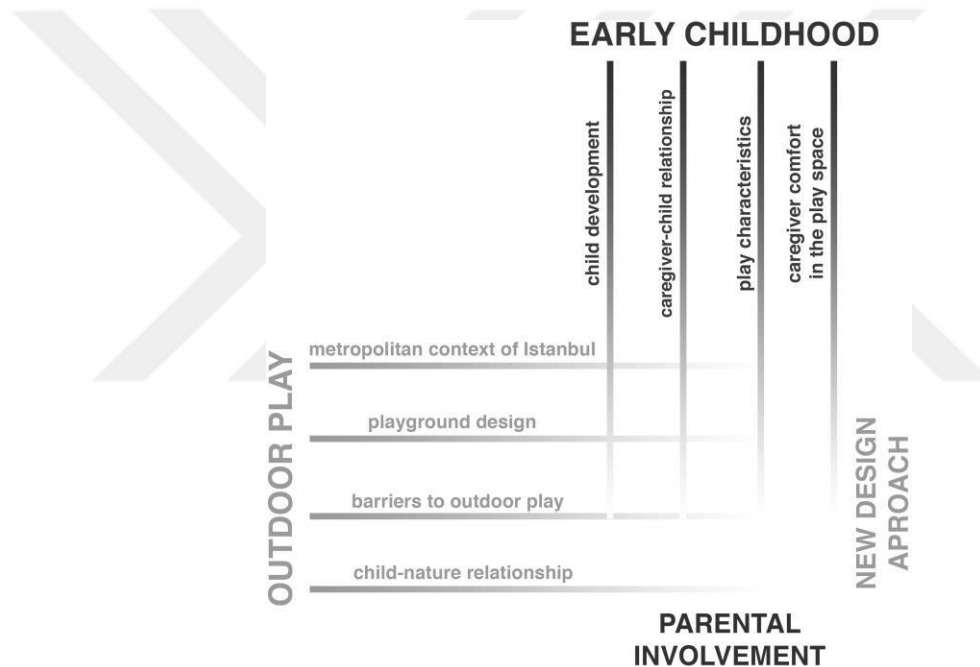 EARLY CHILDHOOD
child development
caregiver-child relationship
play characteristics
caregiver comfort
in the play space
OUTDOOR PLAY
metropolitan context of Istanbul
playground design
barriers to outdoor play
child-nature relationship
NEW DESIGN
APROACH
PARENTAL
INVOLVEMENT